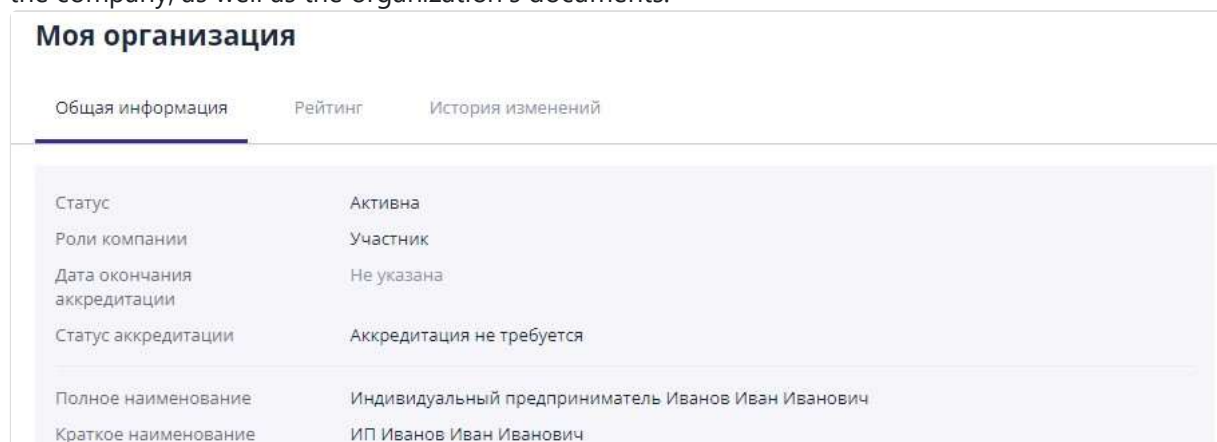 the company, as well as the organization's documents.
Моя организация
Общая информация Рейтинг История изменений
Статус Активна
Роли компании Участник
Дата окончания Не указана
аккредитации
Статус аккредитации Аккредитация не требуется
Полное наименование Индивидуальный предприниматель Иванов Иван Иванович
Краткое наименование ИП Иванов Иван Иванович